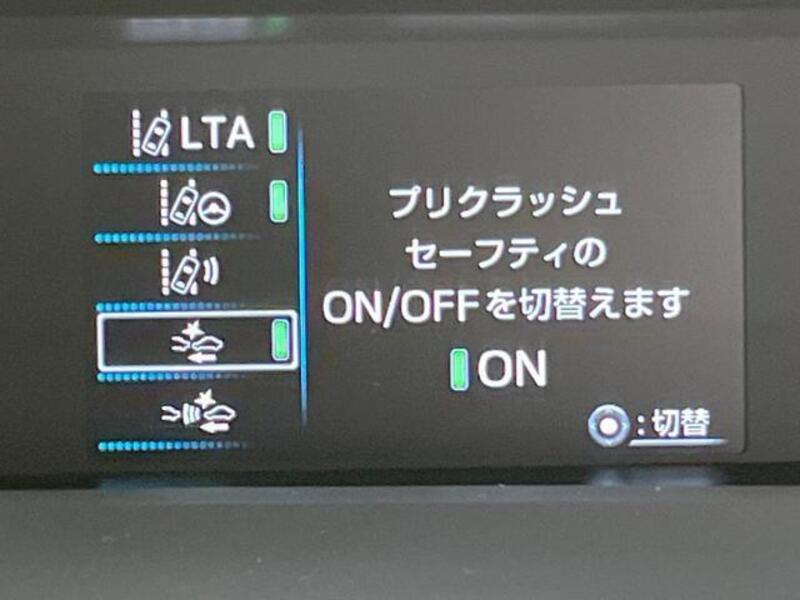 LTA
プリクラッシュ
セーフティの
ON/OFFを切替えます
ON
:切替